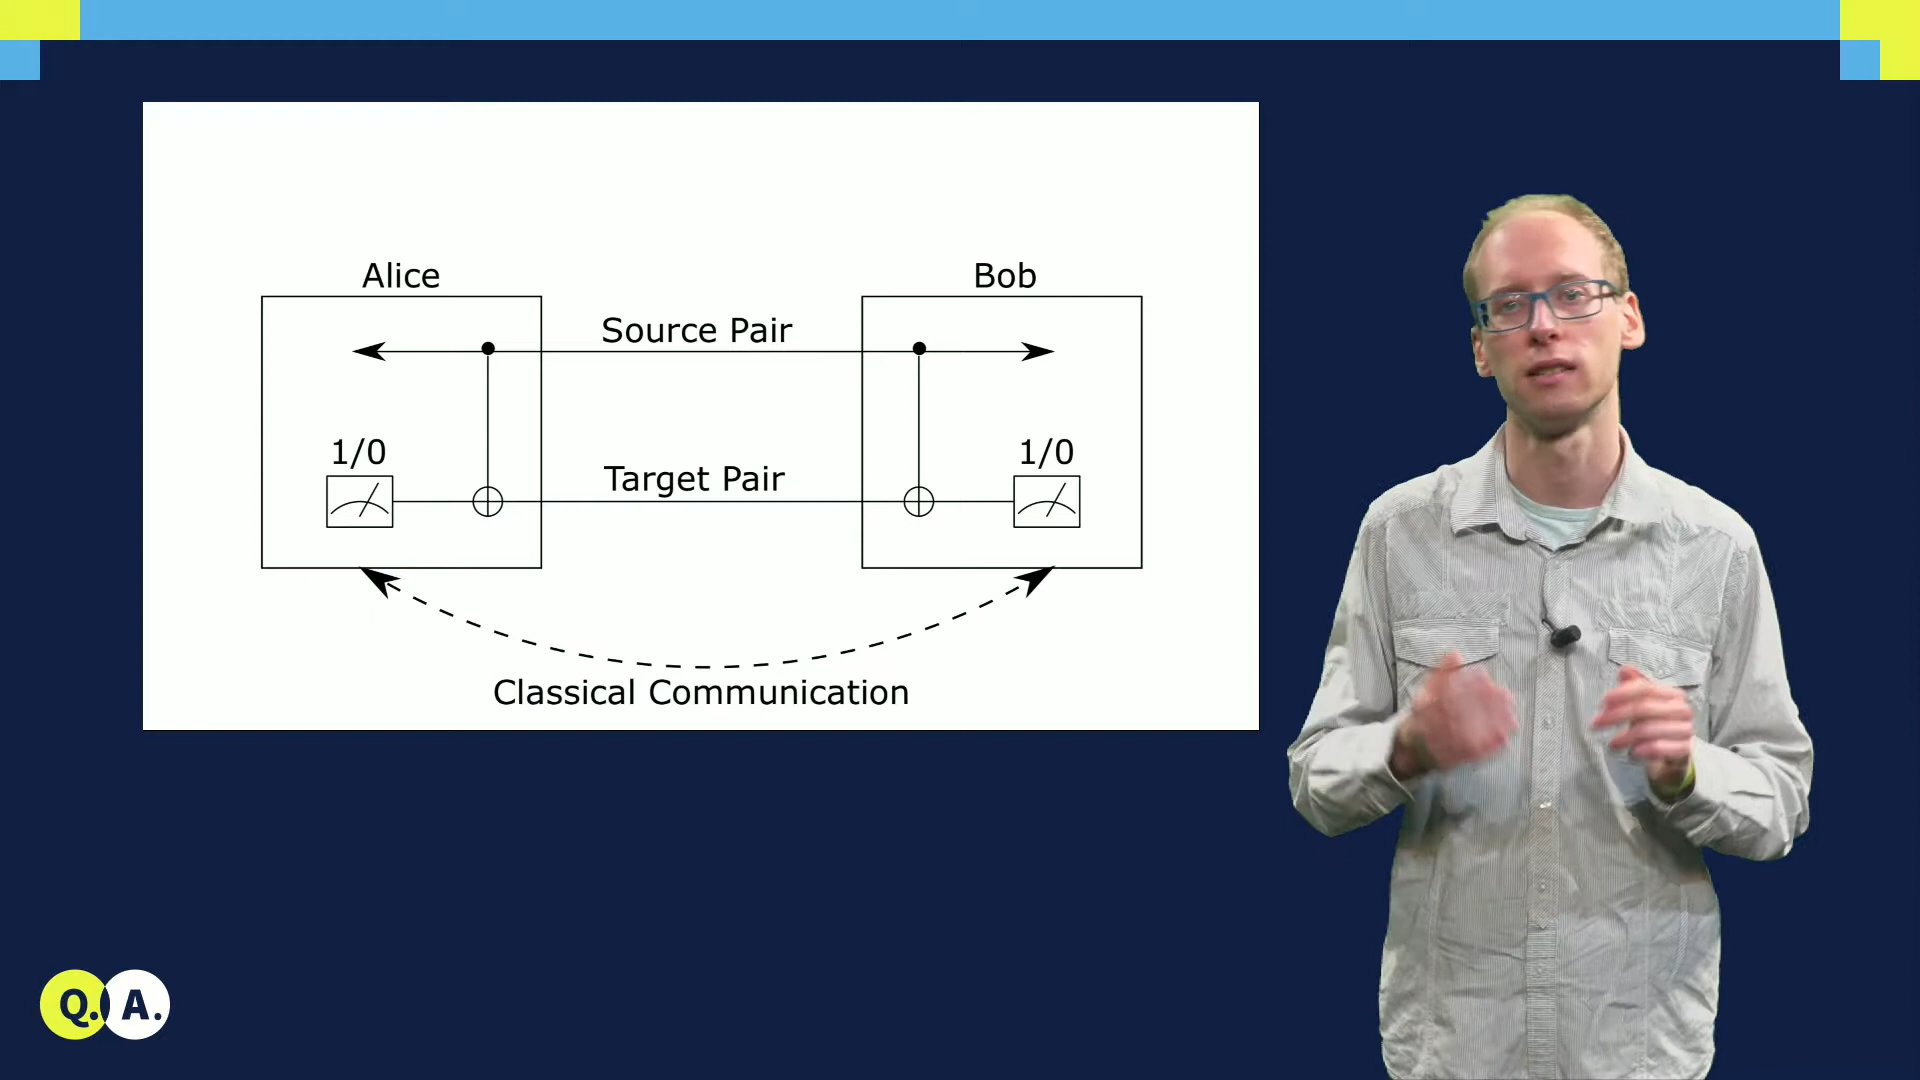 Alice
Bob
Source Pair
1/0
1/0
Target Pair
Classical Communication
Q. A.